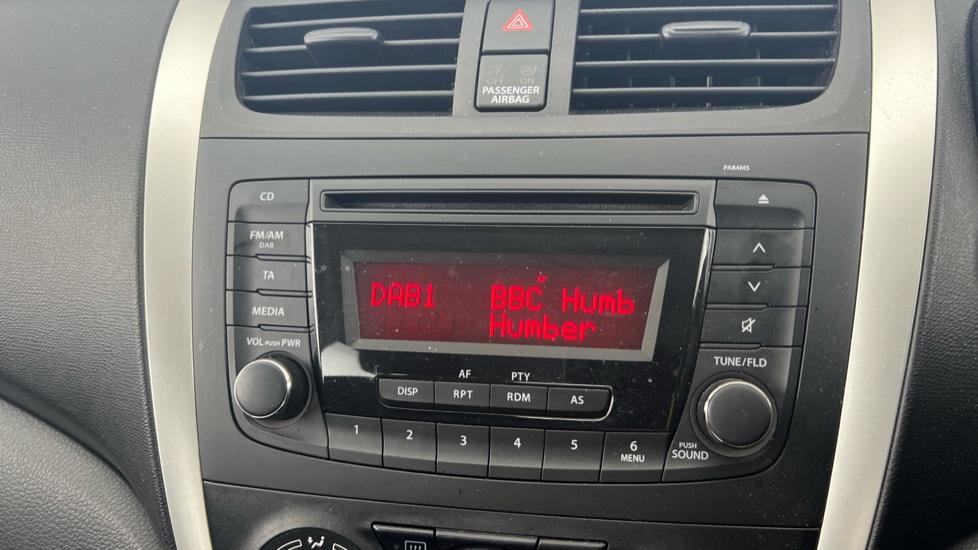 OFF ON
PASSENGER
AIRBAG
PA84M5
CD
FM/AM
DAB
TA
MEDIA
VOL PUSH PWR
DAB1 BBC Humb
Humber
TUNE/FLD
AF PTY
DISP RPT RDM AS
1 2 3 4 5 6
MENU
PUSH
SOUND